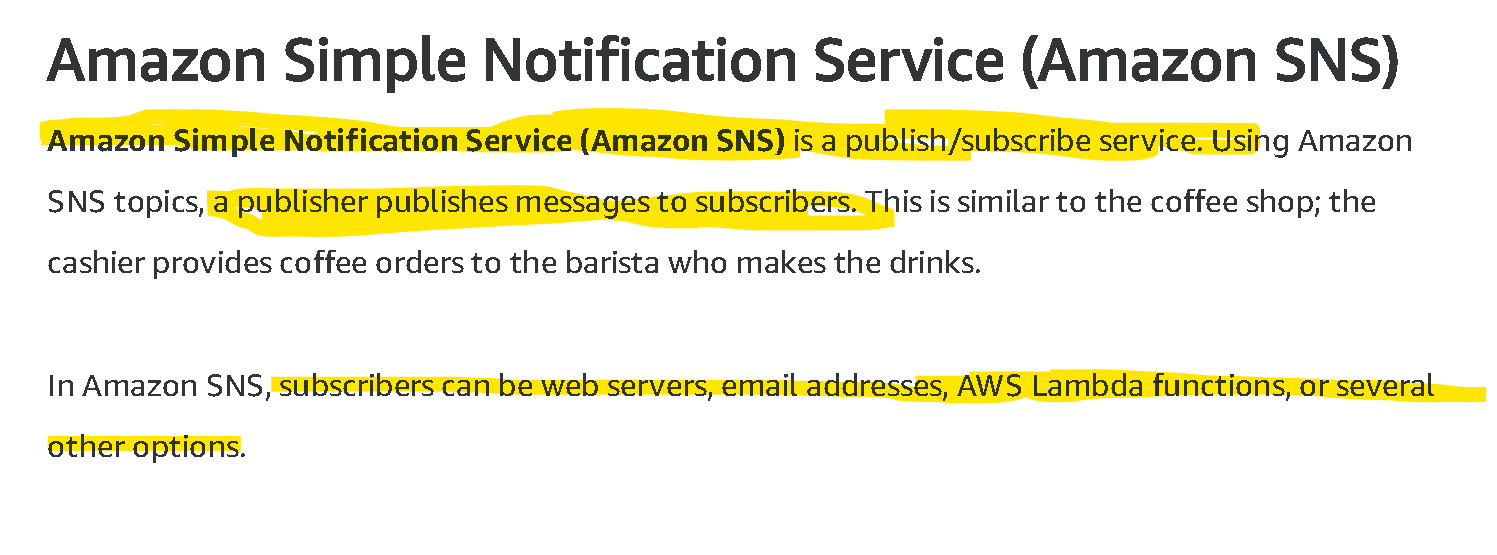 Amazon Simple Notification Service (Amazon SNS)
Amazon Simple Notification Service (Amazon SNS) is a publish/subscribe service. Using Amazon
SNS topics, a publisher publishes messages to subscribers. This is similar to the coffee shop; the
cashier provides coffee orders to the barista who makes the drinks.
In Amazon SNS, subscribers can be web servers, email addresses, AWS Lambda functions, or several
other options.